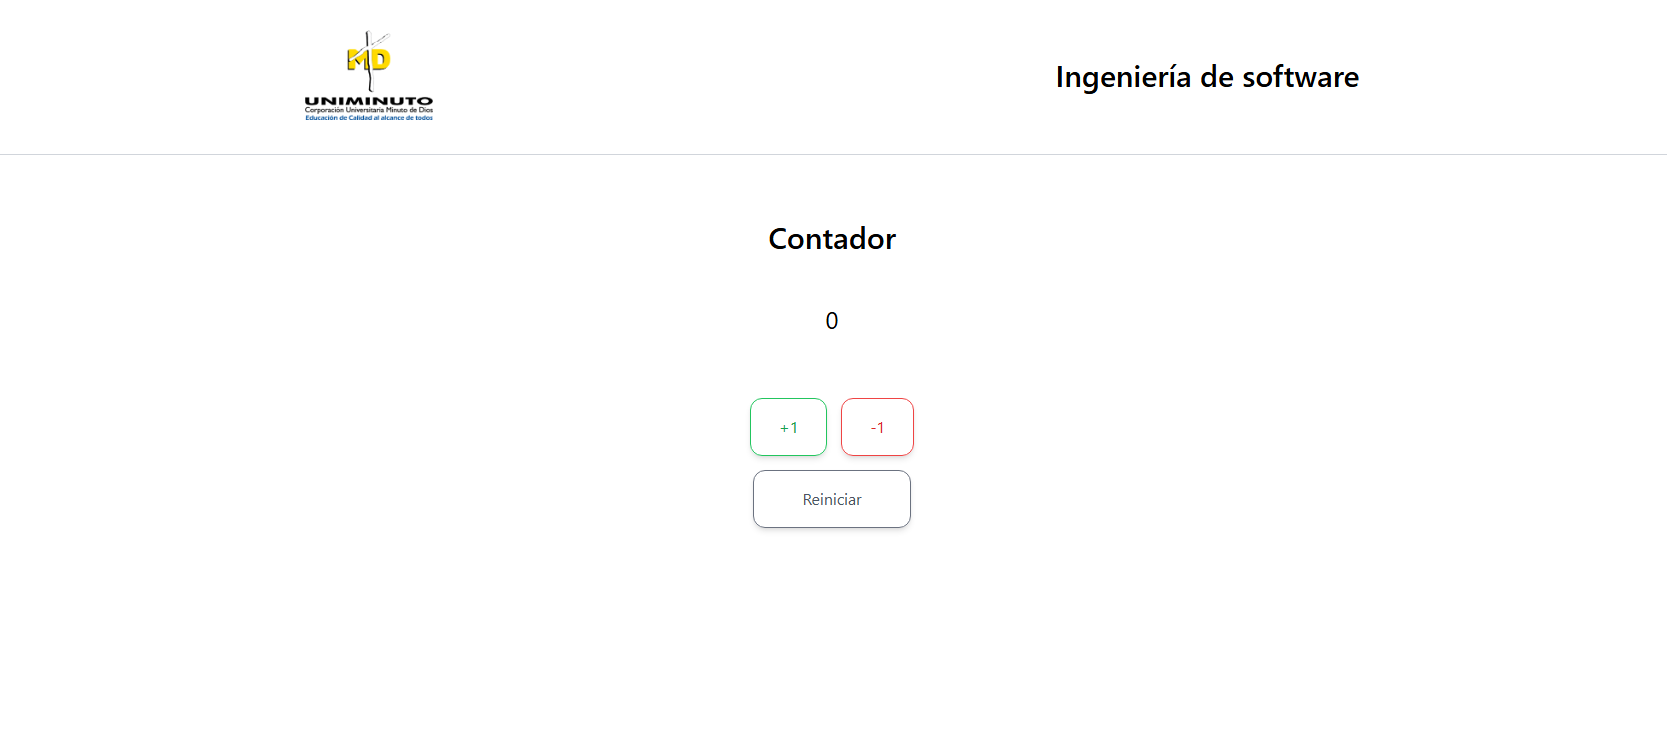 MD
UNIMINUTO
Corporación Universitaria Minuto de Dios
Educación de Calidad al alcance de todos
Ingeniería de software
Contador
0
+1 -1
Reiniciar